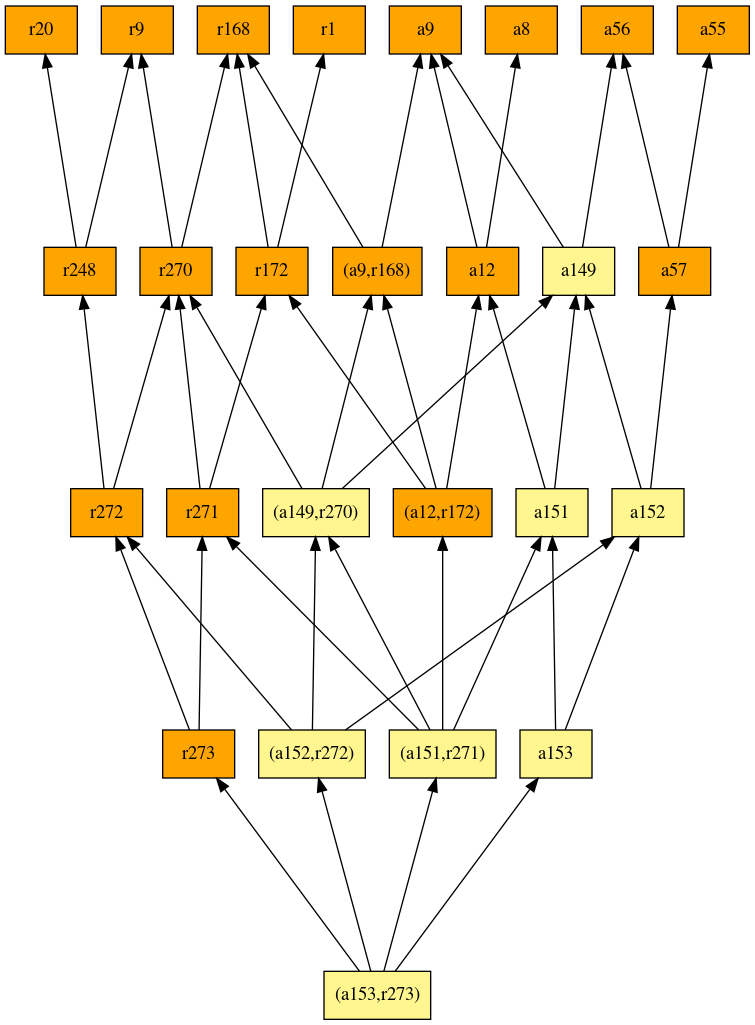 r20
r9
r168
r1
a9
a8
a56
a55
r248
r270
r172
(a9,r168)
a12
a149
a57
r272
r271
(a149,r270)
(a12,r172)
a151
a152
r273
(a152,r272)
(a151,r271)
a153
(a153,r273)